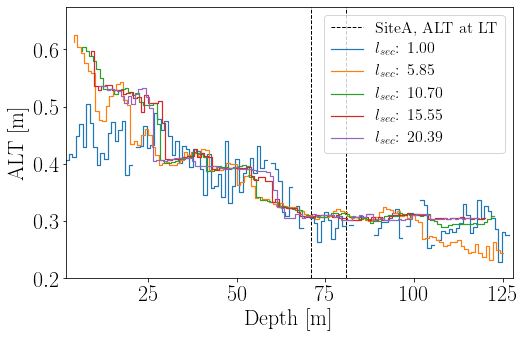 SiteA, ALT at LT
l_sec: 1.00
l_sec: 5.85
l_sec: 10.70
l_sec: 15.55
l_sec: 20.39
ALT [m]
0.6
0.5
0.4
0.3
0.2
25
50
75
100
125
Depth [m]